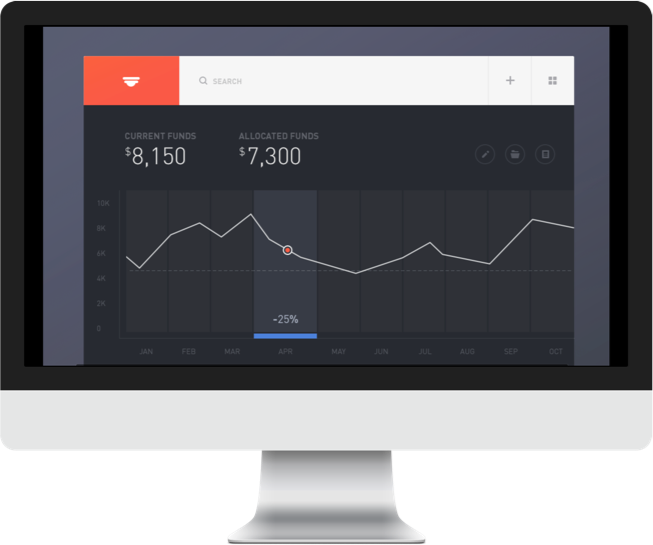 SEARCH
CURRENT FUNDS
ALLOCATED FUNDS
$8,150
$7,300
10K
8K
6K
4K
2K
0
-25%
JAN FEB MAR APR MAY JUN JUL AUG SEP OCT